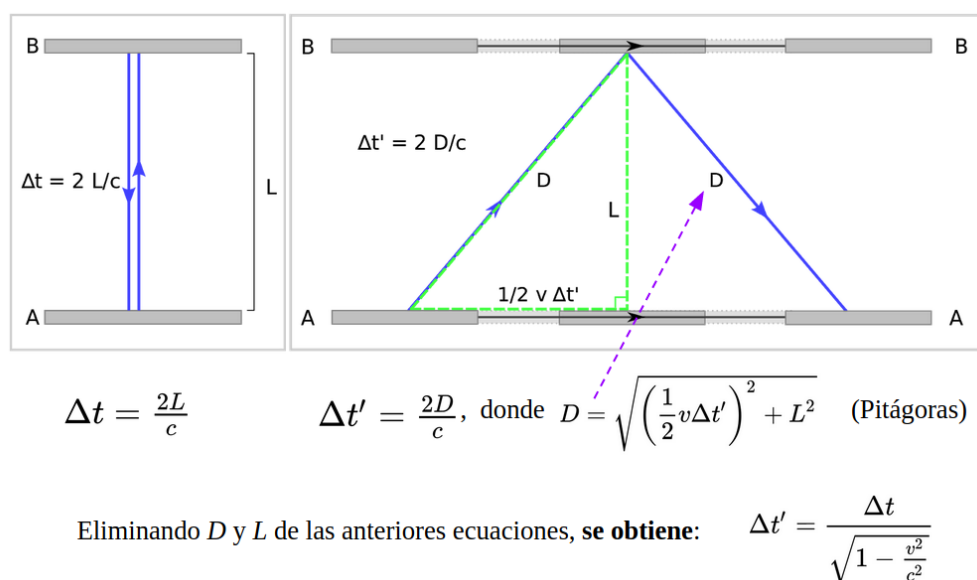 B
Δt = 2 L/c
L
A
B
B
Δt' = 2 D/c
D
D
L
1/2 v Δt'
A
A
Δt = 2L/c
Δt′ = 2D/c, donde D = √((1/2 vΔt′)² + L²) (Pitágoras)
Eliminando D y L de las anteriores ecuaciones, se obtiene: Δt′ = Δt/√(1 − v²/c²)